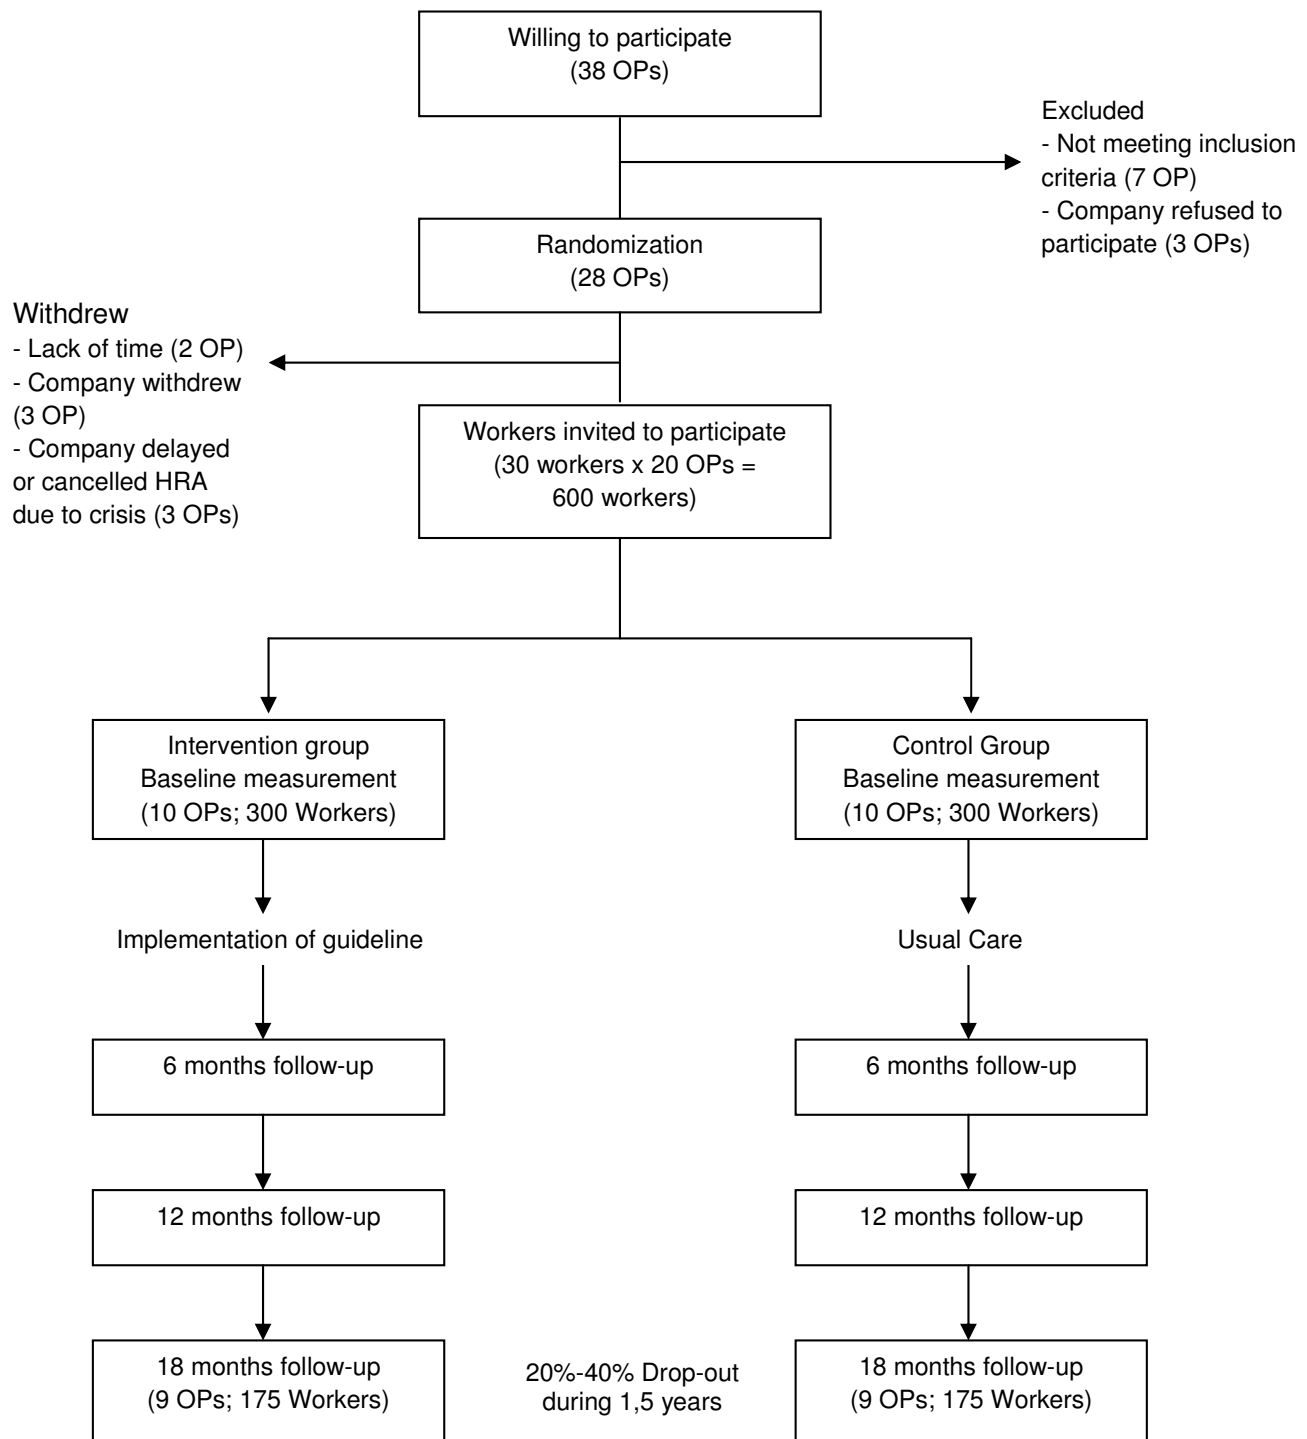 Willing to participate
(38 OPs)
Excluded
- Not meeting inclusion
criteria (7 OP)
- Company refused to
participate (3 OPs)
Randomization
(28 OPs)
Withdrew
- Lack of time (2 OP)
- Company withdrew
(3 OP)
- Company delayed
or cancelled HRA
due to crisis (3 OPs)
Workers invited to participate
(30 workers x 20 OPs =
600 workers)
Intervention group
Baseline measurement
(10 OPs; 300 Workers)
Control Group
Baseline measurement
(10 OPs; 300 Workers)
Implementation of guideline
Usual Care
6 months follow-up
6 months follow-up
12 months follow-up
12 months follow-up
18 months follow-up
(9 OPs; 175 Workers)
20%-40% Drop-out
during 1,5 years
18 months follow-up
(9 OPs; 175 Workers)